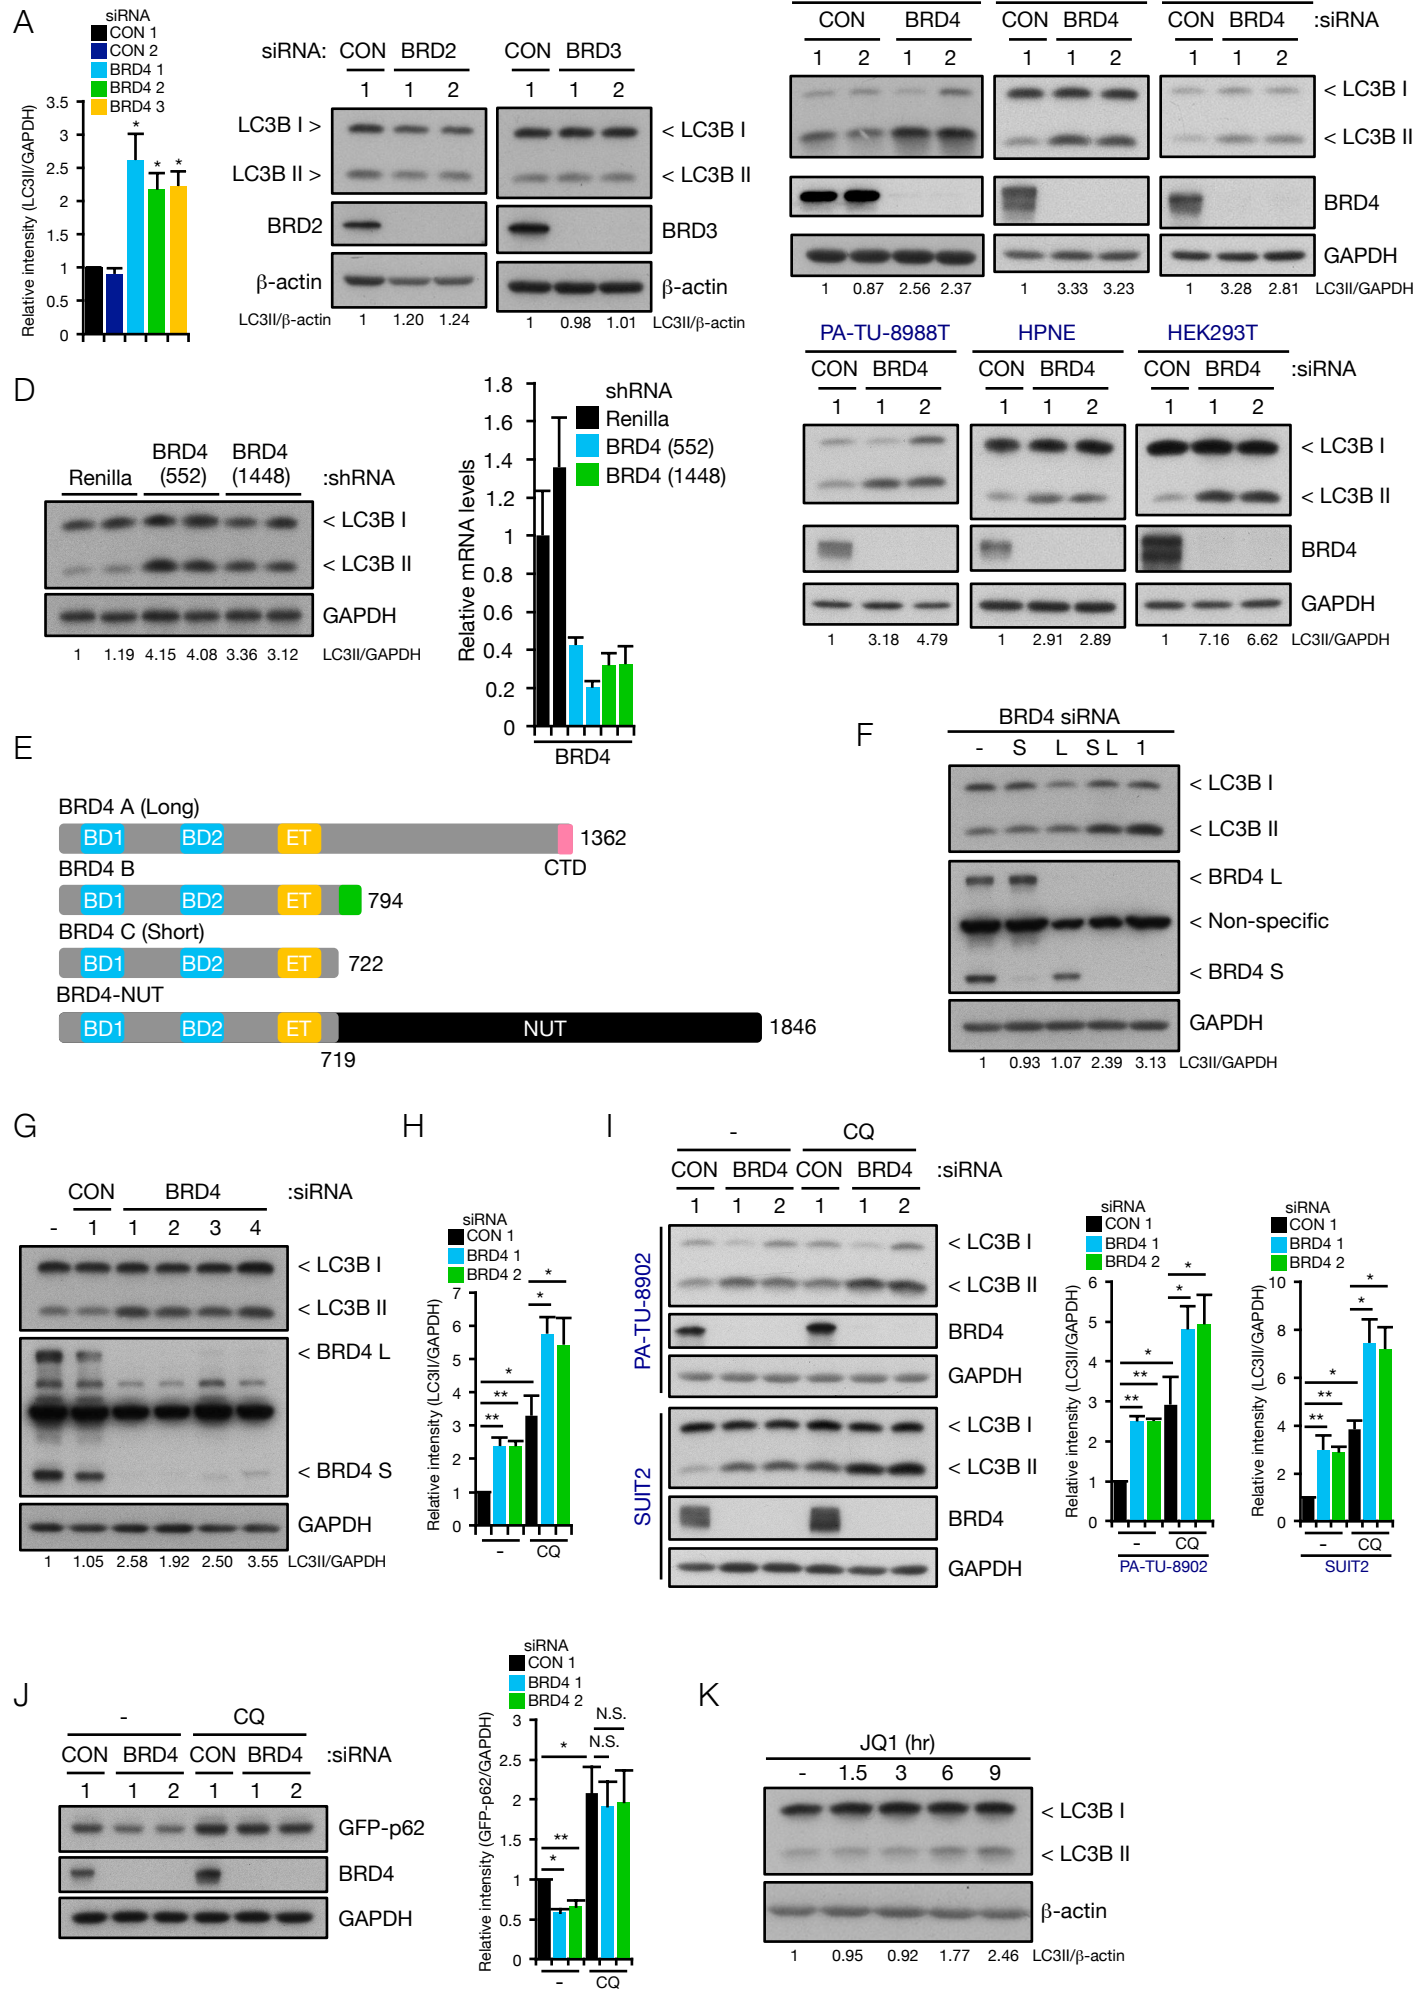 A
siRNA
CON 1
CON 2
BRD4 1
BRD4 2
BRD4 3
Relative intensity (LC3II/GAPDH)
3.5
3
2.5
2
1.5
1
0.5
0
* * *
siRNA: CON BRD2 CON BRD3
1 1 2 1 1 2
LC3B I > < LC3B I
LC3B II > < LC3B II
BRD2 BRD3
β-actin β-actin
LC3II/β-actin 1 1.20 1.24 1 0.98 1.01 LC3II/β-actin
CON BRD4 CON BRD4 CON BRD4 :siRNA
1 2 1 2 1 1 2 1 1 2
< LC3B I
< LC3B II
BRD4
GAPDH
1 0.87 2.56 2.37 1 3.33 3.23 1 3.28 2.81 LC3II/GAPDH
PA-TU-8988T HPNE HEK293T
CON BRD4 CON BRD4 CON BRD4 :siRNA
1 1 2 1 1 2 1 1 2
< LC3B I
< LC3B II
BRD4
GAPDH
1 3.18 4.79 1 2.91 2.89 1 7.16 6.62 LC3II/GAPDH
D
Renilla BRD4 (552) BRD4 (1448) :shRNA
< LC3B I
< LC3B II
GAPDH
1 1.19 4.15 4.08 3.36 3.12 LC3II/GAPDH
shRNA
Renilla
BRD4 (552)
BRD4 (1448)
Relative mRNA levels
1.8
1.6
1.4
1.2
1
0.8
0.6
0.4
0.2
0
BRD4
E
BRD4 A (Long)
BD1 BD2 ET 1362
CTD
BRD4 B
BD1 BD2 ET 794
BRD4 C (Short)
BD1 BD2 ET 722
BRD4-NUT
BD1 BD2 ET NUT 1846
719
F
BRD4 siRNA
- S L S L 1
< LC3B I
< LC3B II
< BRD4 L
< Non-specific
< BRD4 S
GAPDH
1 0.93 1.07 2.39 3.13 LC3II/GAPDH
G
CON BRD4 :siRNA
- 1 1 2 3 4
< LC3B I
< LC3B II
< BRD4 L
< BRD4 S
GAPDH
1 1.05 2.58 1.92 2.50 3.55 LC3II/GAPDH
H
siRNA
CON 1
BRD4 1
BRD4 2
Relative intensity (LC3II/GAPDH)
7
6
5
4
3
2
1
0
** ** * * *
- CQ
I
- CQ
CON BRD4 CON BRD4 :siRNA
1 1 2 1 1 2
PA-TU-8902
< LC3B I
< LC3B II
BRD4
GAPDH
SUIT2
< LC3B I
< LC3B II
BRD4
GAPDH
siRNA
CON 1
BRD4 1
BRD4 2
Relative intensity (LC3II/GAPDH)
6
5
4
3
2
1
0
** ** * * *
- CQ
PA-TU-8902
siRNA
CON 1
BRD4 1
BRD4 2
Relative intensity (LC3II/GAPDH)
10
8
6
4
2
0
** ** * * *
- CQ
SUIT2
J
- CQ
CON BRD4 CON BRD4 :siRNA
1 1 2 1 1 2
GFP-p62
BRD4
GAPDH
siRNA
CON 1
BRD4 1
BRD4 2
Relative intensity (GFP-p62/GAPDH)
3
2.5
2
1.5
1
0.5
0
* ** * N.S. N.S.
- CQ
K
JQ1 (hr)
- 1.5 3 6 9
< LC3B I
< LC3B II
β-actin
1 0.95 0.92 1.77 2.46 LC3II/β-actin